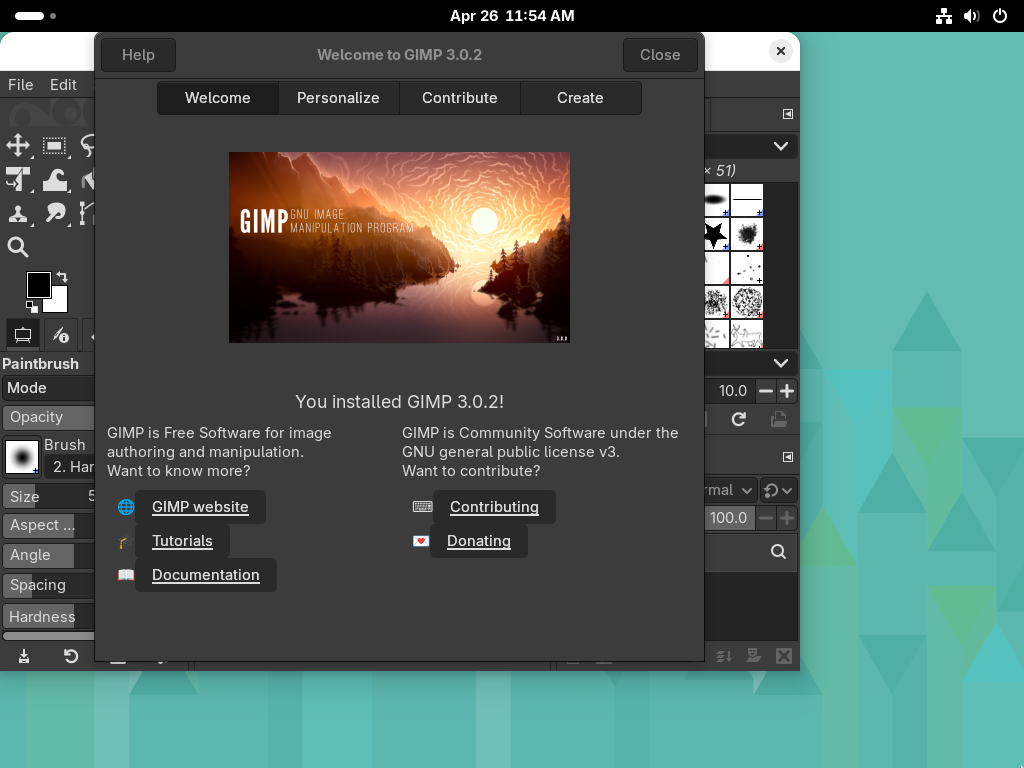 Apr 26 11:54 AM
Help
Welcome to GIMP 3.0.2
Close
File Edit
Welcome
Personalize
Contribute
Create
× 51)
GIMP
GNU IMAGE
MANIPULATION PROGRAM
3.0.0
Paintbrush
Mode
10.0
You installed GIMP 3.0.2!
Opacity
GIMP is Free Software for image
authoring and manipulation.
Want to know more?
GIMP is Community Software under the
GNU general public license v3.
Want to contribute?
Brush
2. Har
Size
5
rmal
GIMP website
Contributing
100.0
Aspect ...
Tutorials
Donating
Angle
Documentation
Spacing
Hardness